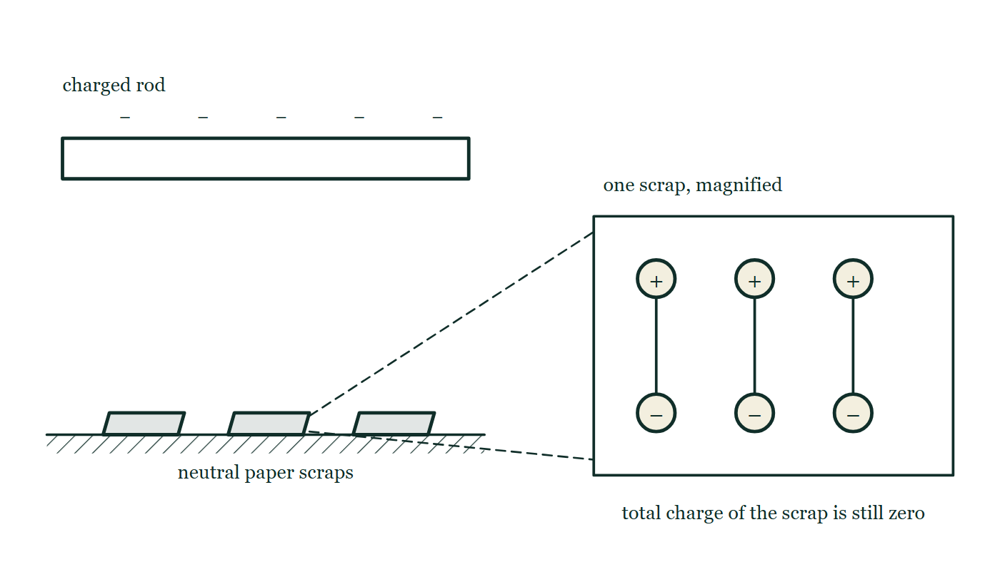 charged rod
− − − − −
one scrap, magnified
+ + +
− − −
neutral paper scraps
total charge of the scrap is still zero